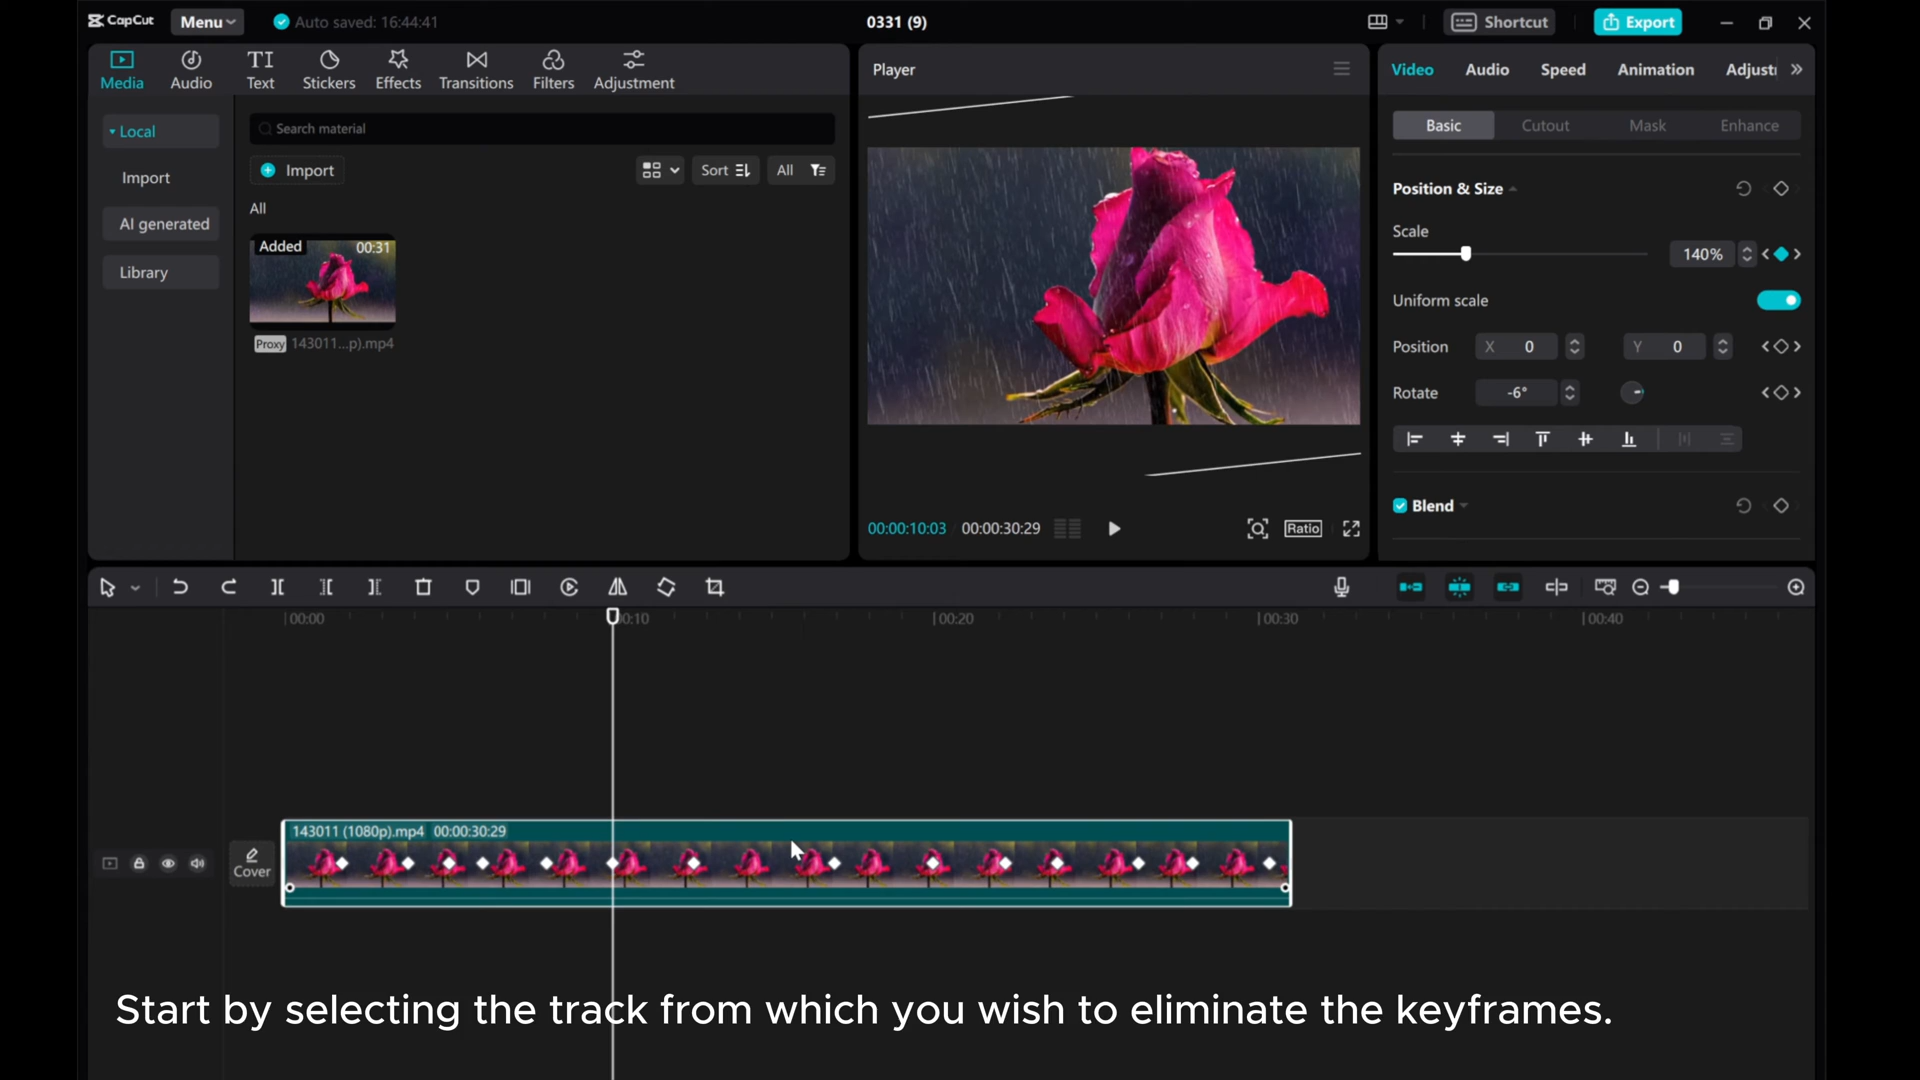 CapCut
Menu
Auto saved: 16:44:41
0331 (9)
Shortcut
Export
Media
Audio
Text
Stickers
Effects
Transitions
Filters
Adjustment
Local
Import
AI generated
Library
Search material
Import
Sort
All
All
Added
00:31
Proxy
143011...p).mp4
Player
00:00:10:03
00:00:30:29
Ratio
Video
Audio
Speed
Animation
Adjust
Basic
Cutout
Mask
Enhance
Position & Size
Scale
140%
Uniform scale
Position
X 0
Y 0
Rotate
-6°
Blend
00:00
00:10
00:20
00:30
00:40
143011 (1080p).mp4 00:00:30:29
Cover
Start by selecting the track from which you wish to eliminate the keyframes.